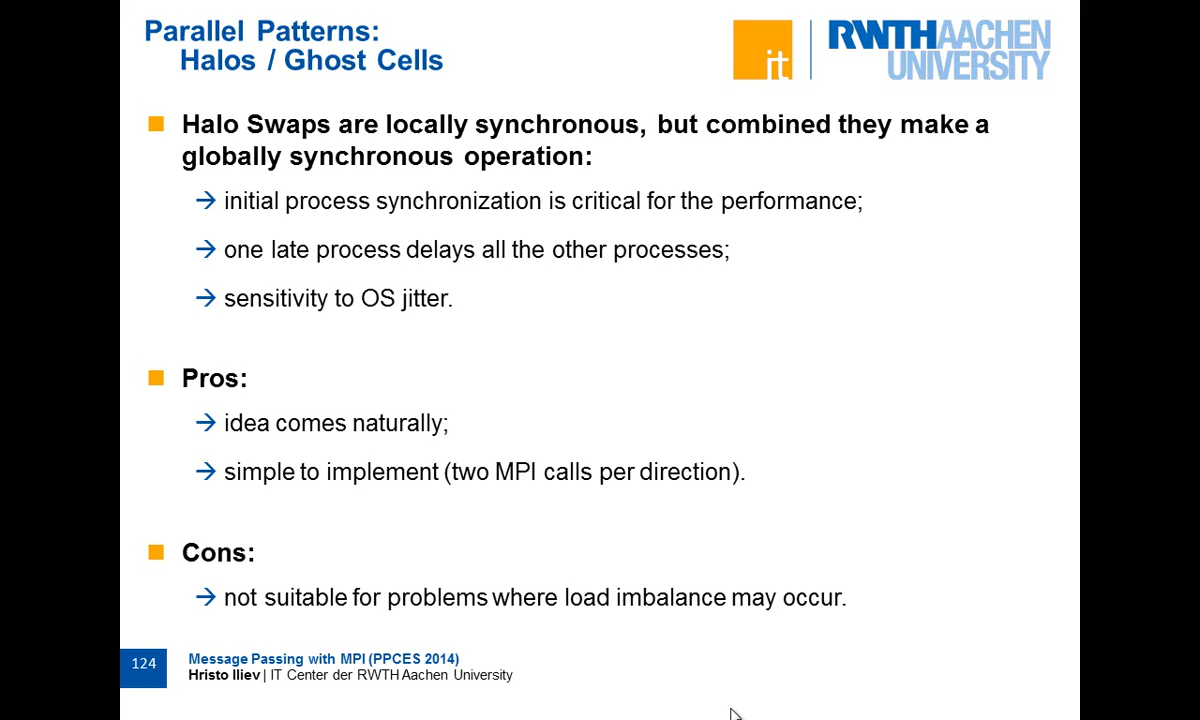 Parallel Patterns:
Halos / Ghost Cells
it
RWTHAACHEN
UNIVERSITY
Halo Swaps are locally synchronous, but combined they make a
globally synchronous operation:
→ initial process synchronization is critical for the performance;
→ one late process delays all the other processes;
→ sensitivity to OS jitter.
Pros:
→ idea comes naturally;
→ simple to implement (two MPI calls per direction).
Cons:
→ not suitable for problems where load imbalance may occur.
124
Message Passing with MPI (PPCES 2014)
Hristo Iliev | IT Center der RWTH Aachen University